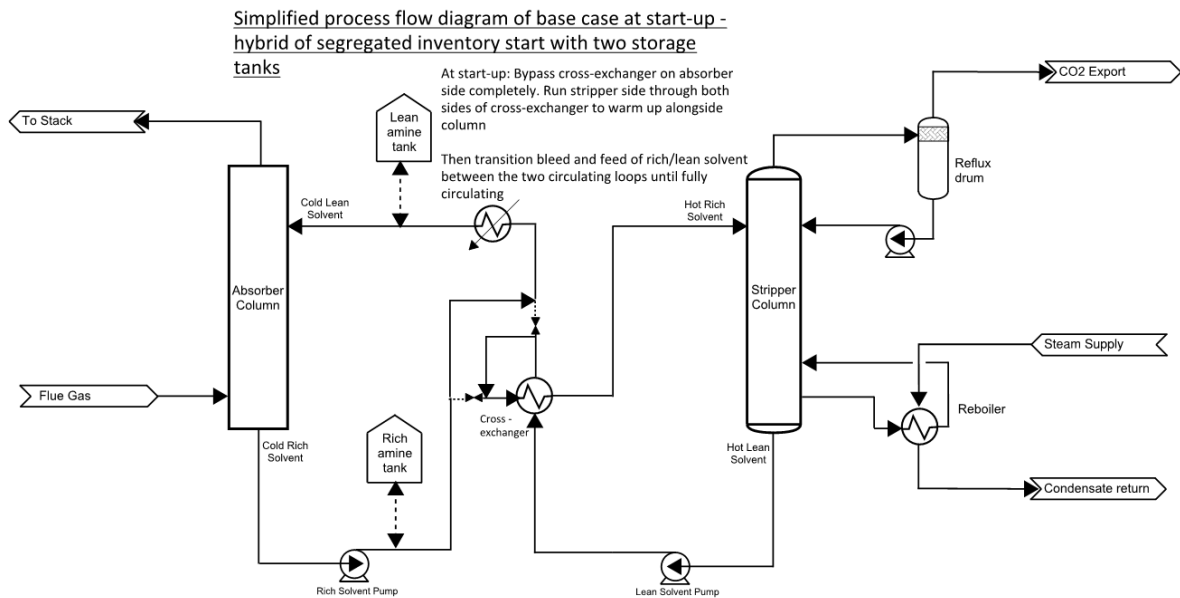 Simplified process flow diagram of base case at start-up -
hybrid of segregated inventory start with two storage
tanks
At start-up: Bypass cross-exchanger on absorber
side completely. Run stripper side through both
sides of cross-exchanger to warm up alongside
column
Then transition bleed and feed of rich/lean solvent
between the two circulating loops until fully
circulating
CO2 Export
To Stack
Lean
amine
tank
Reflux
drum
Cold Lean
Solvent
Hot Rich
Solvent
Absorber
Column
Stripper
Column
Steam Supply
Flue Gas
Reboiler
Cross -
exchanger
Rich
amine
tank
Cold Rich
Solvent
Hot Lean
Solvent
Condensate return
Rich Solvent Pump
Lean Solvent Pump